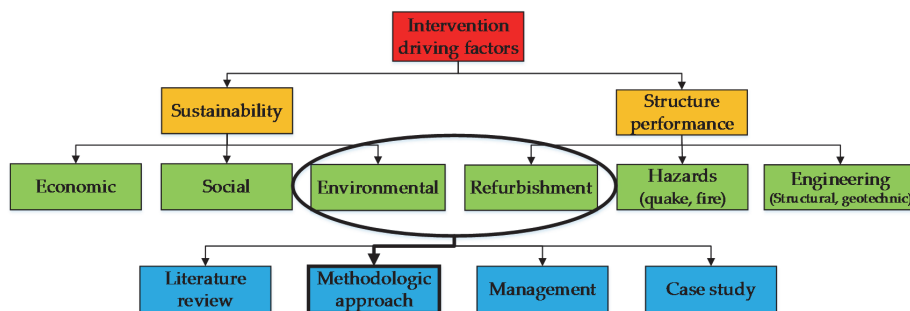 Intervention
driving factors
Sustainability
Structure
performance
Economic
Social
Environmental
Refurbishment
Hazards
(quake, fire)
Engineering
(Structural, geotechnic)
Literature
review
Methodologic
approach
Management
Case study